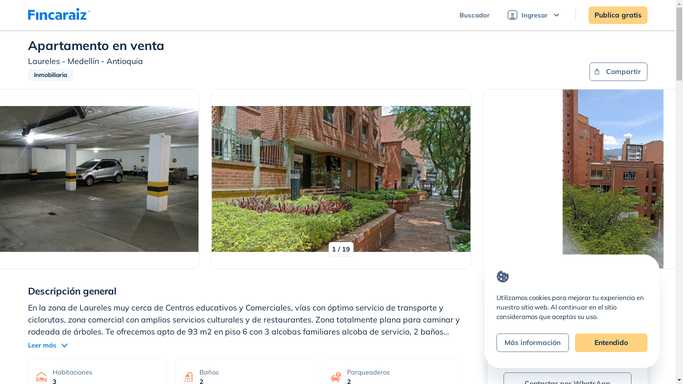 Fincaraiz
Buscador
Ingresar
Publica gratis
Apartamento en venta
Laureles - Medellín - Antioquia
Inmobiliaria
Compartir
1 / 19
Descripción general
En la zona de Laureles muy cerca de Centros educativos y Comerciales, vías con óptimo servicio de transporte y
ciclorutas, zona comercial con amplios servicios culturales y de restaurantes. Zona totalmente plana para caminar y
rodeada de árboles. Te ofrecemos apto de 93 m2 en piso 6 con 3 alcobas familiares alcoba de servicio, 2 baños...
Leer más
Habitaciones
3
Baños
2
Parqueaderos
2
Utilizamos cookies para mejorar tu experiencia en
nuestro sitio web. Al continuar en el sitio
consideramos que aceptas su uso.
Más información
Entendido
Contactar por WhatsApp